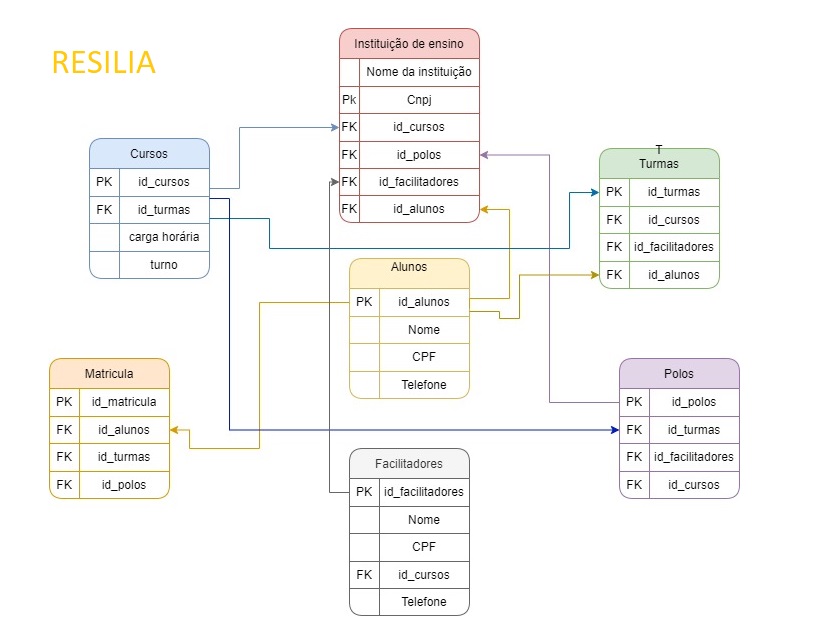 RESILIA
Instituição de ensino
Nome da instituição
Pk Cnpj
FK id_cursos
FK id_polos
FK id_facilitadores
FK id_alunos
Cursos
PK id_cursos
FK id_turmas
carga horária
turno
T
Turmas
PK id_turmas
FK id_cursos
FK id_facilitadores
FK id_alunos
Alunos
PK id_alunos
Nome
CPF
Telefone
Matricula
PK id_matricula
FK id_alunos
FK id_turmas
FK id_polos
Polos
PK id_polos
FK id_turmas
FK id_facilitadores
FK id_cursos
Facilitadores
PK id_facilitadores
Nome
CPF
FK id_cursos
Telefone